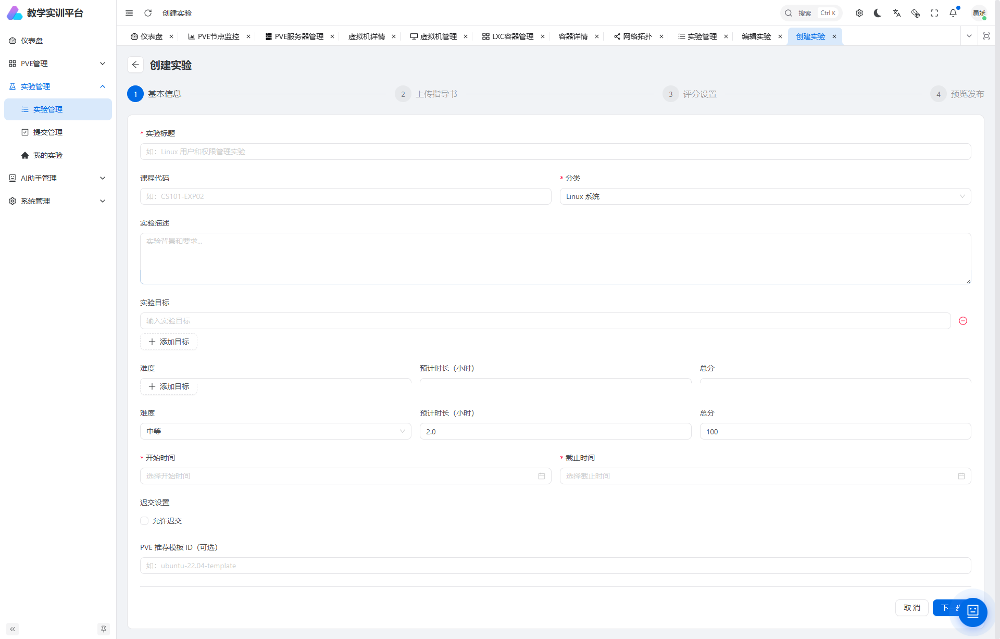 教学实训平台
创建实验
搜索 Ctrl K
勇斌
仪表盘
PVE管理
实验管理
实验管理
提交管理
我的实验
AI助手管理
系统管理
仪表盘 PVE节点监控 PVE服务器管理 虚拟机详情 虚拟机管理 LXC容器管理 容器详情 网络拓扑 实验管理 编辑实验 创建实验
创建实验
1 基本信息 2 上传指导书 3 评分设置 4 预览发布
* 实验标题
如：Linux 用户和权限管理实验
课程代码 * 分类
如：CS101-EXP02 Linux 系统
实验描述
实验背景和要求...
实验目标
输入实验目标
添加目标
难度 预计时长（小时） 总分
添加目标
难度 预计时长（小时） 总分
中等 2.0 100
* 开始时间 * 截止时间
选择开始时间 选择截止时间
迟交设置
允许迟交
PVE 推荐模板 ID（可选）
如：ubuntu-22.04-template
取 消 下一